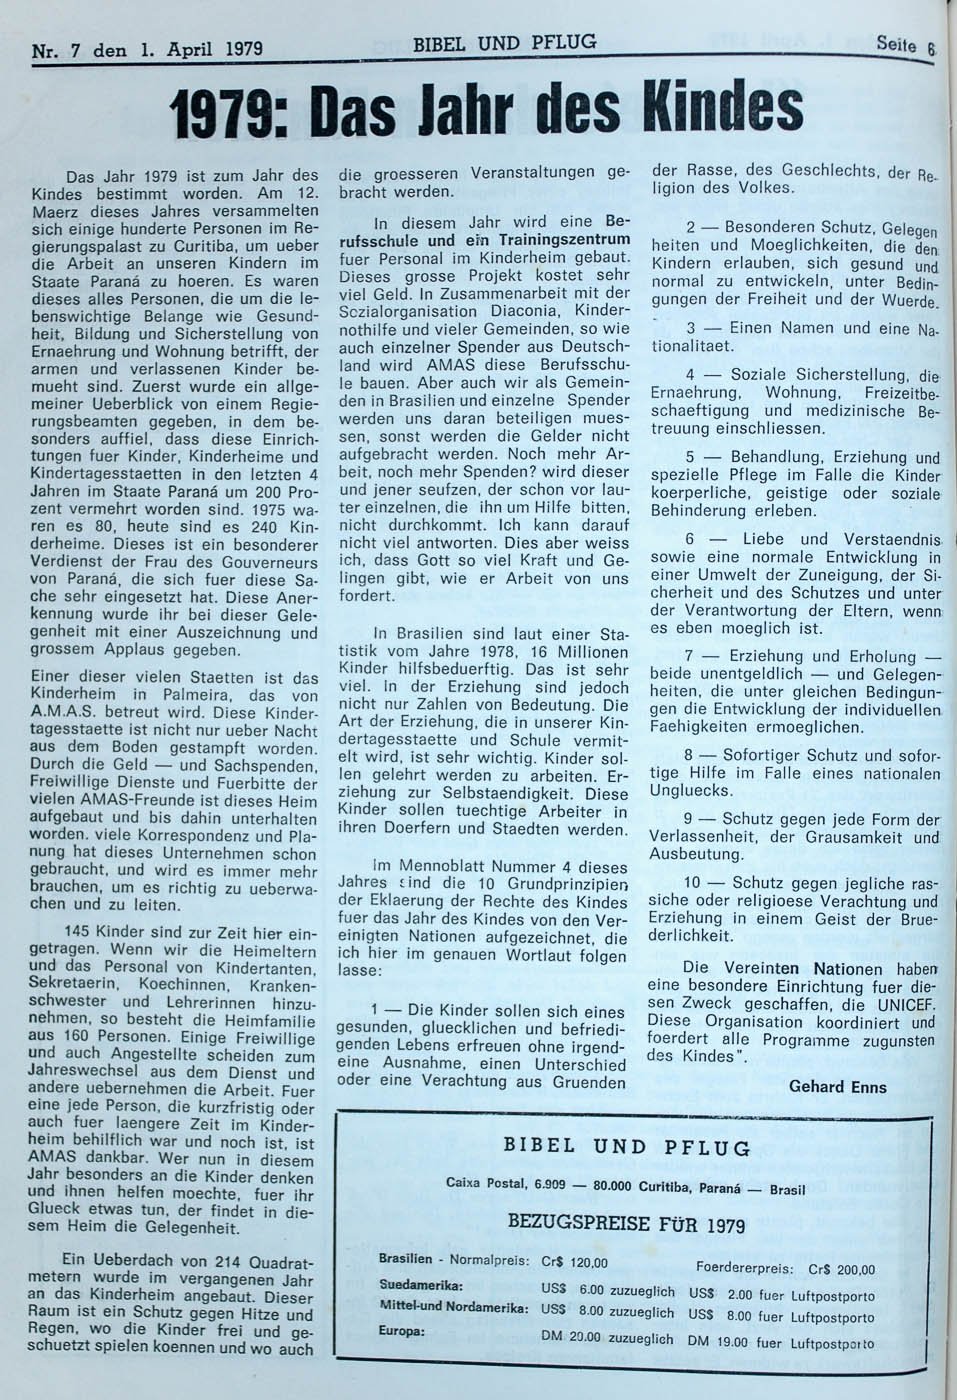 Nr. 7 den 1. April 1979 BIBEL UND PFLUG Seite 6
1979: Das Jahr des Kindes
Das Jahr 1979 ist zum Jahr des
Kindes bestimmt worden. Am 12.
Maerz dieses Jahres versammelten
sich einige hunderte Personen im Re-
gierungspalast zu Curitiba, um ueber
die Arbeit an unseren Kindern im
Staate Paraná zu hoeren. Es waren
dieses alles Personen, die um die le-
benswichtige Belange wie Gesund-
heit, Bildung und Sicherstellung von
Ernaehrung und Wohnung betrifft, der
armen und verlassenen Kinder be-
mueht sind. Zuerst wurde ein allge-
meiner Ueberblick von einem Regie-
rungsbeamten gegeben, in dem be-
sonders auffiel, dass diese Einrich-
tungen fuer Kinder, Kinderheime und
Kindertagesstaetten in den letzten 4
Jahren im Staate Paraná um 200 Pro-
zent vermehrt worden sind. 1975 wa-
ren es 80, heute sind es 240 Kin-
derheime. Dieses ist ein besonderer
Verdienst der Frau des Gouverneurs
von Paraná, die sich fuer diese Sa-
che sehr eingesetzt hat. Diese Aner-
kennung wurde ihr bei dieser Gele-
genheit mit einer Auszeichnung und
grossem Applaus gegeben.
Einer dieser vielen Staetten ist das
Kinderheim in Palmeira, das von
A.M.A.S. betreut wird. Diese Kinder-
tagesstaette ist nicht nur ueber Nacht
aus dem Boden gestampft worden.
Durch die Geld — und Sachspenden,
Freiwillige Dienste und Fuerbitte der
vielen AMAS-Freunde ist dieses Heim
aufgebaut und bis dahin unterhalten
worden. viele Korrespondenz und Pla-
nung hat dieses Unternehmen schon
gebraucht, und wird es immer mehr
brauchen, um es richtig zu ueberwa-
chen und zu leiten.
145 Kinder sind zur Zeit hier ein-
getragen. Wenn wir die Heimeltern
und das Personal von Kindertanten,
Sekretaerin, Koechinnen, Kranken-
schwester und Lehrerinnen hinzu-
nehmen, so besteht die Heimfamilie
aus 160 Personen. Einige Freiwillige
und auch Angestellte scheiden zum
Jahreswechsel aus dem Dienst und
andere uebernehmen die Arbeit. Fuer
eine jede Person, die kurzfristig oder
auch fuer laengere Zeit im Kinder-
heim behilflich war und noch ist, ist
AMAS dankbar. Wer nun in diesem
Jahr besonders an die Kinder denken
und ihnen helfen moechte, fuer ihr
Glueck etwas tun, der findet in die-
sem Heim die Gelegenheit.
Ein Ueberdach von 214 Quadrat-
metern wurde im vergangenen Jahr
an das Kinderheim angebaut. Dieser
Raum ist ein Schutz gegen Hitze und
Regen, wo die Kinder frei und ge-
schuetzt spielen koennen und wo auch
die groesseren Veranstaltungen ge-
bracht werden.
In diesem Jahr wird eine Be-
rufsschule und ein Trainingszentrum
fuer Personal im Kinderheim gebaut.
Dieses grosse Projekt kostet sehr
viel Geld. In Zusammenarbeit mit der
Sczialorganisation Diaconia, Kinder-
nothilfe und vieler Gemeinden, so wie
auch einzelner Spender aus Deutsch-
land wird AMAS diese Berufsschu-
le bauen. Aber auch wir als Gemein-
den in Brasilien und einzelne Spender
werden uns daran beteiligen mues-
sen, sonst werden die Gelder nicht
aufgebracht werden. Noch mehr Ar-
beit, noch mehr Spenden? wird dieser
und jener seufzen, der schon vor lau-
ter einzelnen, die ihn um Hilfe bitten,
nicht durchkommt. Ich kann darauf
nicht viel antworten. Dies aber weiss
ich, dass Gott so viel Kraft und Ge-
lingen gibt, wie er Arbeit von uns
fordert.
In Brasilien sind laut einer Sta-
tistik vom Jahre 1978, 16 Millionen
Kinder hilfsbeduerftig. Das ist sehr
viel. In der Erziehung sind jedoch
nicht nur Zahlen von Bedeutung. Die
Art der Erziehung, die in unserer Kin-
dertagesstaette und Schule vermit-
elt wird, ist sehr wichtig. Kinder sol-
len gelehrt werden zu arbeiten. Er-
ziehung zur Selbstaendigkeit. Diese
Kinder sollen tuechtige Arbeiter in
ihren Doerfern und Staedten werden.
Im Mennoblatt Nummer 4 dieses
Jahres sind die 10 Grundprinzipien
der Eklaerung der Rechte des Kindes
fuer das Jahr des Kindes von den Ver-
einigten Nationen aufgezeichnet, die
ich hier im genauen Wortlaut folgen
lasse:
1 — Die Kinder sollen sich eines
gesunden, gluecklichen und befriedi-
genden Lebens erfreuen ohne irgend-
eine Ausnahme, einen Unterschied
oder eine Verachtung aus Gruenden
der Rasse, des Geschlechts, der Re-
ligion des Volkes.
2 — Besonderen Schutz, Gelegen
heiten und Moeglichkeiten, die den
Kindern erlauben, sich gesund und
normal zu entwickeln, unter Bedin-
gungen der Freiheit und der Wuerde.
3 — Einen Namen und eine Na-
tionalitaet.
4 — Soziale Sicherstellung, die
Ernaehrung, Wohnung, Freizeitbe-
schaeftigung und medizinische Be-
treuung einschliessen.
5 — Behandlung, Erziehung und
spezielle Pflege im Falle die Kinder
koerperliche, geistige oder soziale
Behinderung erleben.
6 — Liebe und Verstaendnis
sowie eine normale Entwicklung in
einer Umwelt der Zuneigung, der Si-
cherheit und des Schutzes und unter
der Verantwortung der Eltern, wenn
es eben moeglich ist.
7 — Erziehung und Erholung —
beide unentgeldlich — und Gelegen-
heiten, die unter gleichen Bedingun-
gen die Entwicklung der individuellen
Faehigkeiten ermoeglichen.
8 — Sofortiger Schutz und sofor-
tige Hilfe im Falle eines nationalen
Ungluecks.
9 — Schutz gegen jede Form der
Verlassenheit, der Grausamkeit und
Ausbeutung.
10 — Schutz gegen jegliche ras-
siche oder religioese Verachtung und
Erziehung in einem Geist der Brue-
derlichkeit.
Die Vereinten Nationen haben
eine besondere Einrichtung fuer die-
sen Zweck geschaffen, die UNICEF.
Diese Organisation koordiniert und
foerdert alle Programme zugunsten
des Kindes".
Gehard Enns
BIBEL UND PFLUG
Caixa Postal, 6.909 — 80.000 Curitiba, Paraná — Brasil
BEZUGSPREISE FÜR 1979
Brasilien - Normalpreis: Cr$ 120,00 Foerdererpreis: Cr$ 200,00
Suedamerika: US$ 6.00 zuzueglich US$ 2.00 fuer Luftpostporto
Mittel-und Nordamerika: US$ 8.00 zuzueglich US$ 8.00 fuer Luftpostporto
Europa: DM 20.00 zuzueglich DM 19.00 fuer Luftpostporto